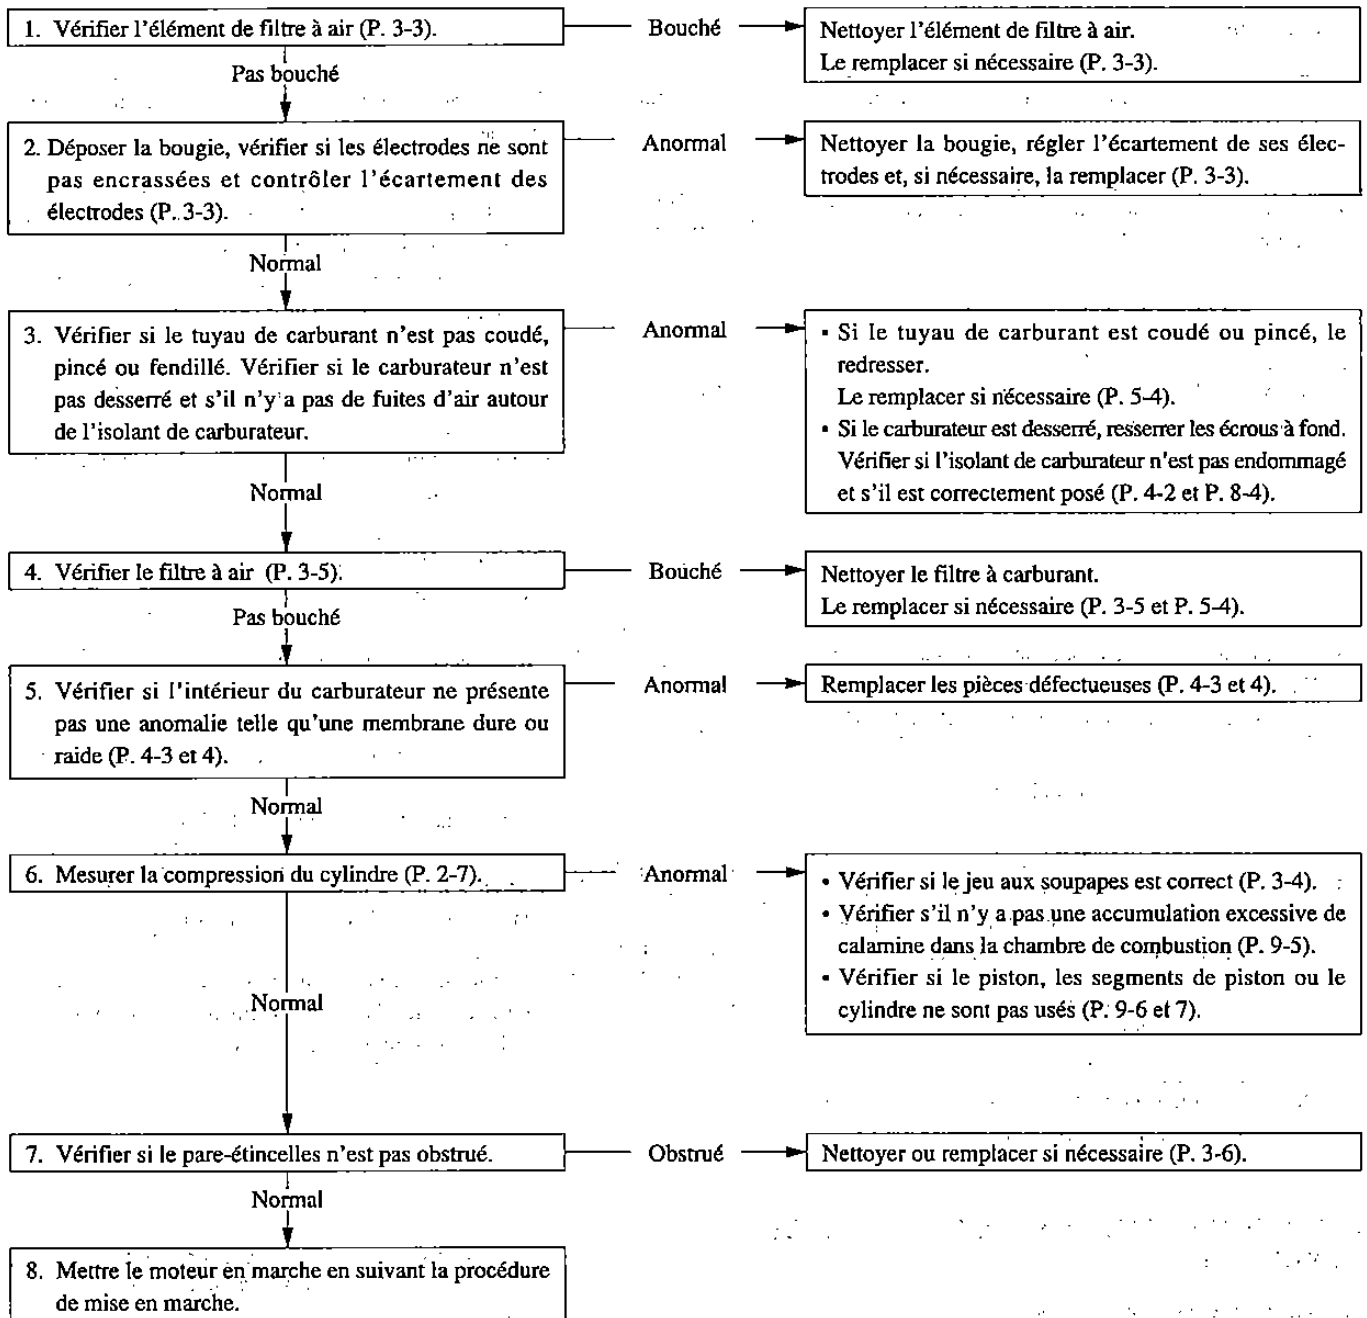 1. Vérifier l'élément de filtre à air (P. 3-3).
Bouché
Nettoyer l'élément de filtre à air.
Le remplacer si nécessaire (P. 3-3).
Pas bouché
2. Déposer la bougie, vérifier si les électrodes ne sont
pas encrassées et contrôler l'écartement des
électrodes (P. 3-3).
Anormal
Nettoyer la bougie, régler l'écartement de ses élec-
trodes et, si nécessaire, la remplacer (P. 3-3).
Normal
3. Vérifier si le tuyau de carburant n'est pas coudé,
pincé ou fendillé. Vérifier si le carburateur n'est
pas desserré et s'il n'y a pas de fuites d'air autour
de l'isolant de carburateur.
Anormal
• Si le tuyau de carburant est coudé ou pincé, le
redresser.
Le remplacer si nécessaire (P. 5-4).
• Si le carburateur est desserré, resserrer les écrous à fond.
Vérifier si l'isolant de carburateur n'est pas endommagé
et s'il est correctement posé (P. 4-2 et P. 8-4).
Normal
4. Vérifier le filtre à air (P. 3-5).
Bouché
Nettoyer le filtre à carburant.
Le remplacer si nécessaire (P. 3-5 et P. 5-4).
Pas bouché
5. Vérifier si l'intérieur du carburateur ne présente
pas une anomalie telle qu'une membrane dure ou
raide (P. 4-3 et 4).
Anormal
Remplacer les pièces défectueuses (P. 4-3 et 4).
Normal
6. Mesurer la compression du cylindre (P. 2-7).
Anormal
• Vérifier si le jeu aux soupapes est correct (P. 3-4).
• Vérifier s'il n'y a pas une accumulation excessive de
calamine dans la chambre de combustion (P. 9-5).
• Vérifier si le piston, les segments de piston ou le
cylindre ne sont pas usés (P. 9-6 et 7).
Normal
7. Vérifier si le pare-étincelles n'est pas obstrué.
Obstrué
Nettoyer ou remplacer si nécessaire (P. 3-6).
Normal
8. Mettre le moteur en marche en suivant la procédure
de mise en marche.